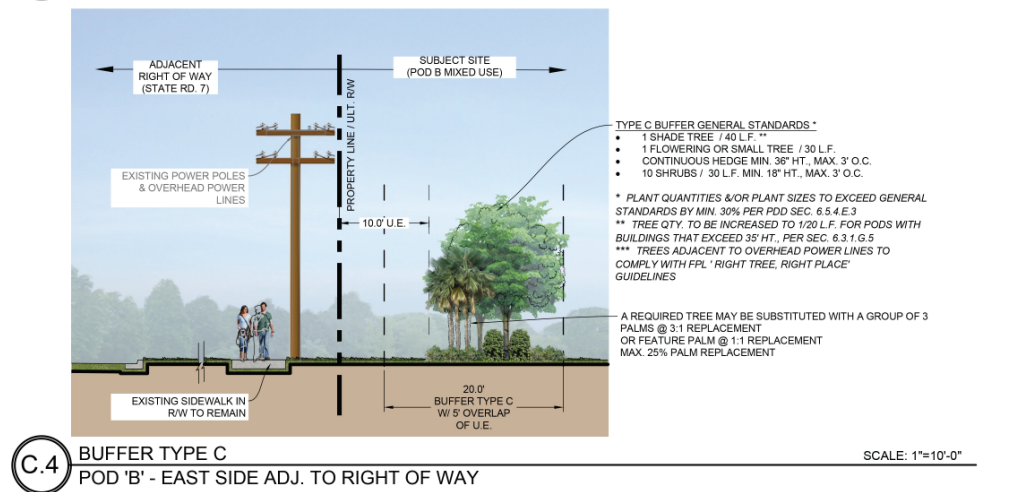 ADJACENT
RIGHT OF WAY
(STATE RD. 7)
SUBJECT SITE
(POD B MIXED USE)
PROPERTY LINE / ULT. R/W
EXISTING POWER POLES
& OVERHEAD POWER
LINES
10.0' U.E.
TYPE C BUFFER GENERAL STANDARDS *
• 1 SHADE TREE / 40 L.F. **
• 1 FLOWERING OR SMALL TREE / 30 L.F.
• CONTINUOUS HEDGE MIN. 36" HT., MAX. 3' O.C.
• 10 SHRUBS / 30 L.F. MIN. 18" HT., MAX. 3' O.C.
* PLANT QUANTITIES &/OR PLANT SIZES TO EXCEED GENERAL
STANDARDS BY MIN. 30% PER PDD SEC. 6.5.4.E.3
** TREE QTY. TO BE INCREASED TO 1/20 L.F. FOR PODS WITH
BUILDINGS THAT EXCEED 35' HT., PER SEC. 6.3.1.G.5
*** TREES ADJACENT TO OVERHEAD POWER LINES TO
COMPLY WITH FPL ' RIGHT TREE, RIGHT PLACE'
GUIDELINES
A REQUIRED TREE MAY BE SUBSTITUTED WITH A GROUP OF 3
PALMS @ 3:1 REPLACEMENT
OR FEATURE PALM @ 1:1 REPLACEMENT
MAX. 25% PALM REPLACEMENT
EXISTING SIDEWALK IN
R/W TO REMAIN
20.0'
BUFFER TYPE C
W/ 5' OVERLAP
OF U.E.
C.4
BUFFER TYPE C
SCALE: 1"=10'-0"
POD 'B' - EAST SIDE ADJ. TO RIGHT OF WAY